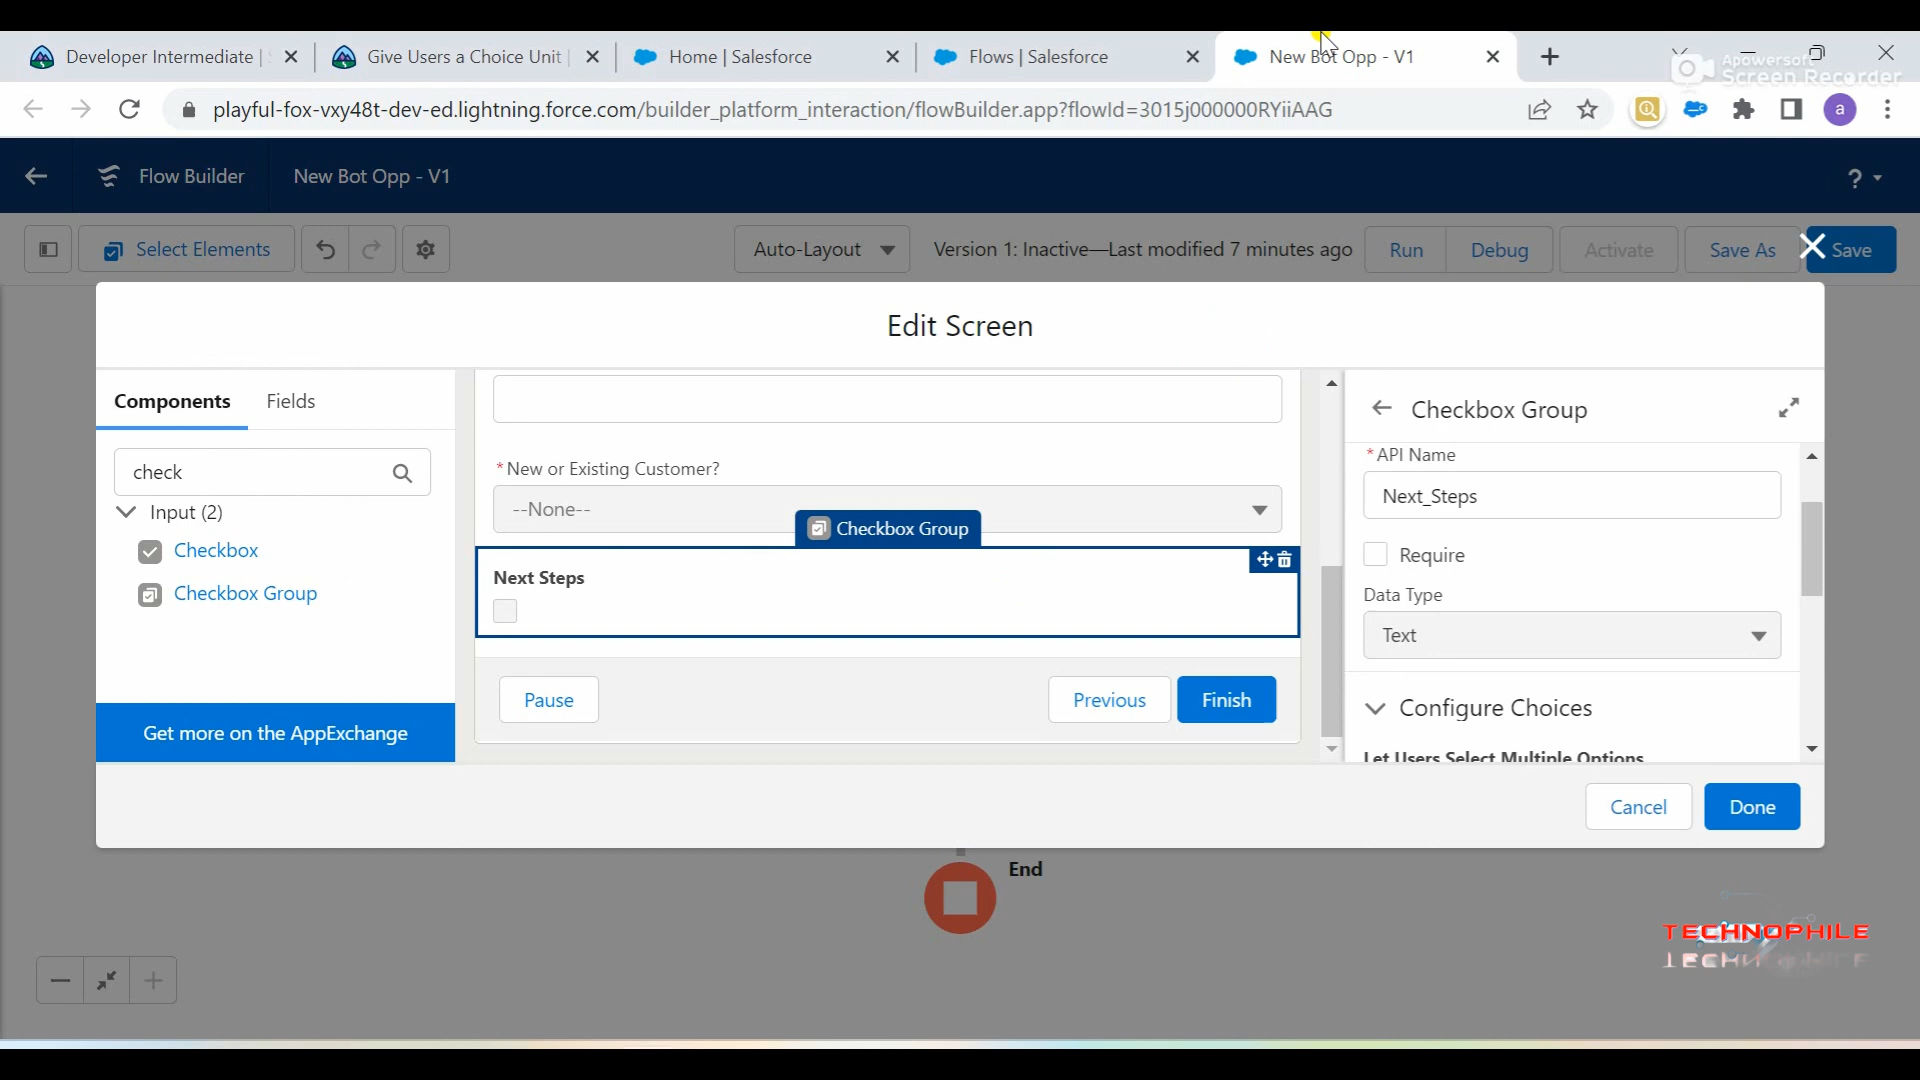 Developer Intermediate |
Give Users a Choice Unit |
Home | Salesforce
Flows | Salesforce
New Bot Opp - V1
Apowersoft
Screen Recorder
playful-fox-vxy48t-dev-ed.lightning.force.com/builder_platform_interaction/flowBuilder.app?flowId=3015j000000RYiiAAG
a
Flow Builder
New Bot Opp - V1
?
Select Elements
Auto-Layout
Version 1: Inactive—Last modified 7 minutes ago
Run
Debug
Activate
Save As
Save
Edit Screen
Components
Fields
check
Input (2)
Checkbox
Checkbox Group
Get more on the AppExchange
*New or Existing Customer?
--None--
Checkbox Group
Next Steps
Pause
Previous
Finish
Checkbox Group
*API Name
Next_Steps
Require
Data Type
Text
Configure Choices
Let Users Select Multiple Options
Cancel
Done
End
TECHNOPHILE